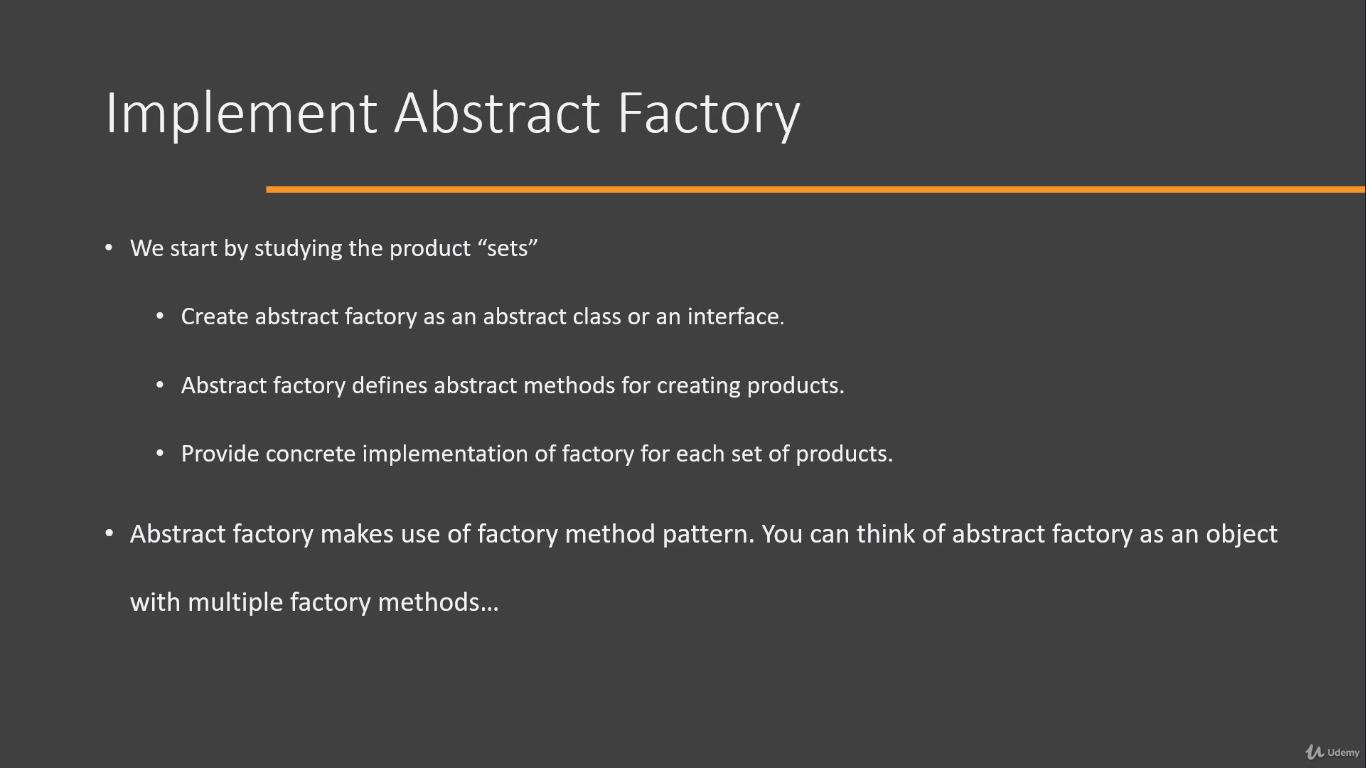 Implement Abstract Factory
• We start by studying the product “sets”
• Create abstract factory as an abstract class or an interface.
• Abstract factory defines abstract methods for creating products.
• Provide concrete implementation of factory for each set of products.
• Abstract factory makes use of factory method pattern. You can think of abstract factory as an object
with multiple factory methods…
Udemy